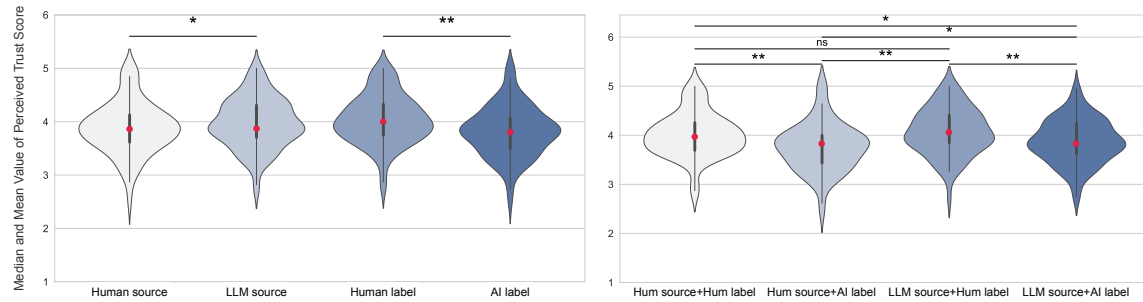 Median and Mean Value of Perceived Trust Score
6
5
4
3
2
1
*
**
Human source
LLM source
Human label
AI label
6
5
4
3
2
1
*
*
ns
**
**
**
Hum source+Hum label
Hum source+AI label
LLM source+Hum label
LLM source+AI label